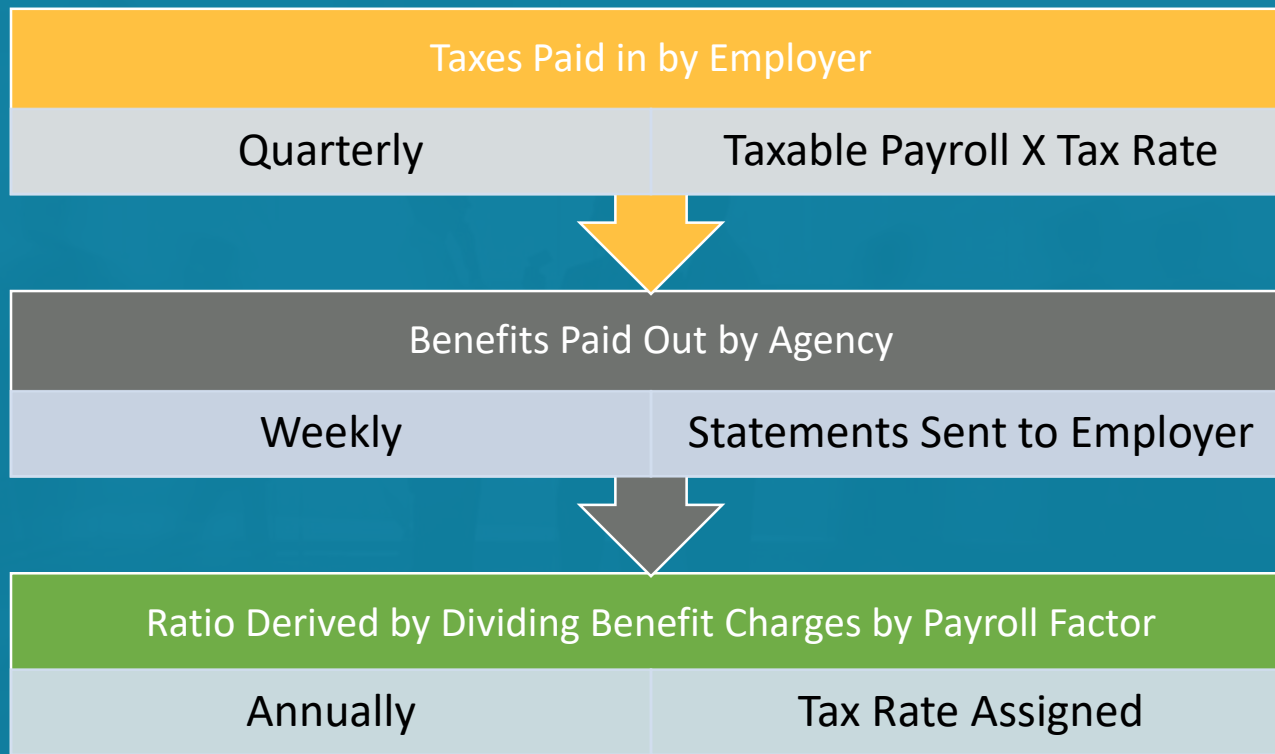 Taxes Paid in by Employer
Quarterly
Taxable Payroll X Tax Rate
Benefits Paid Out by Agency
Weekly
Statements Sent to Employer
Ratio Derived by Dividing Benefit Charges by Payroll Factor
Annually
Tax Rate Assigned